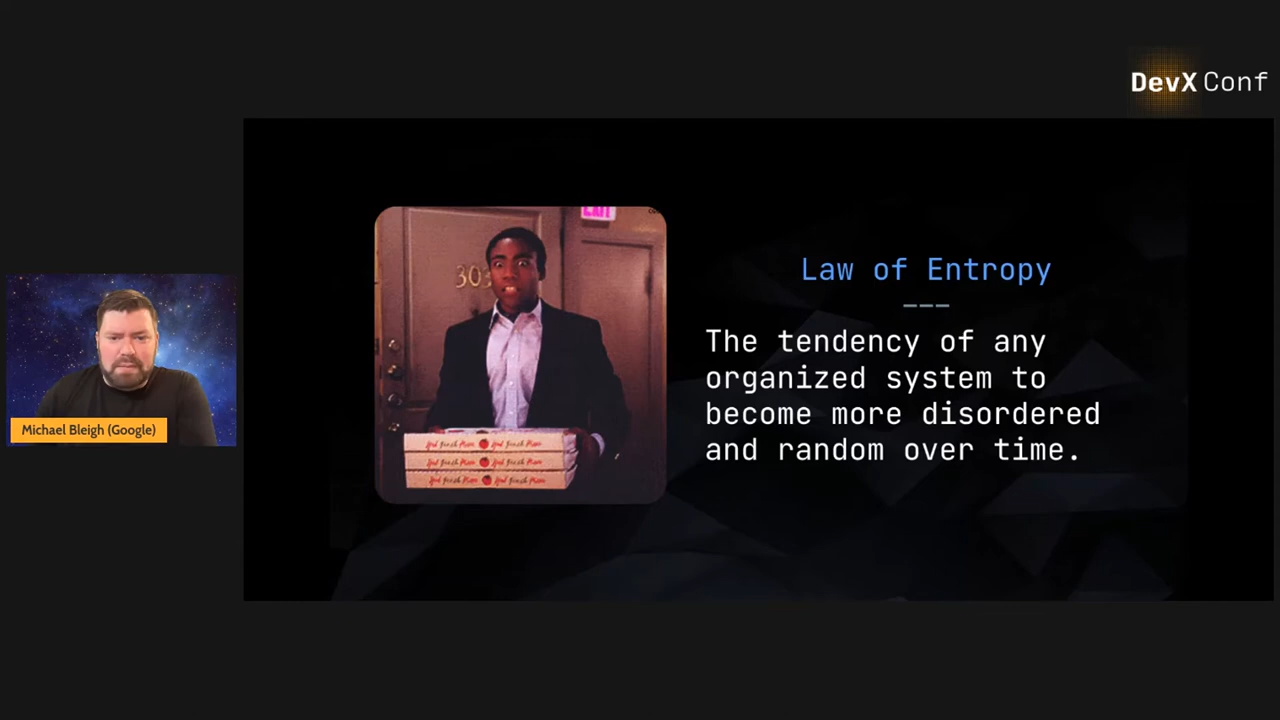 DevX Conf
EXIT
303
Law of Entropy
---
The tendency of any
organized system to
become more disordered
and random over time.
Michael Bleigh (Google)